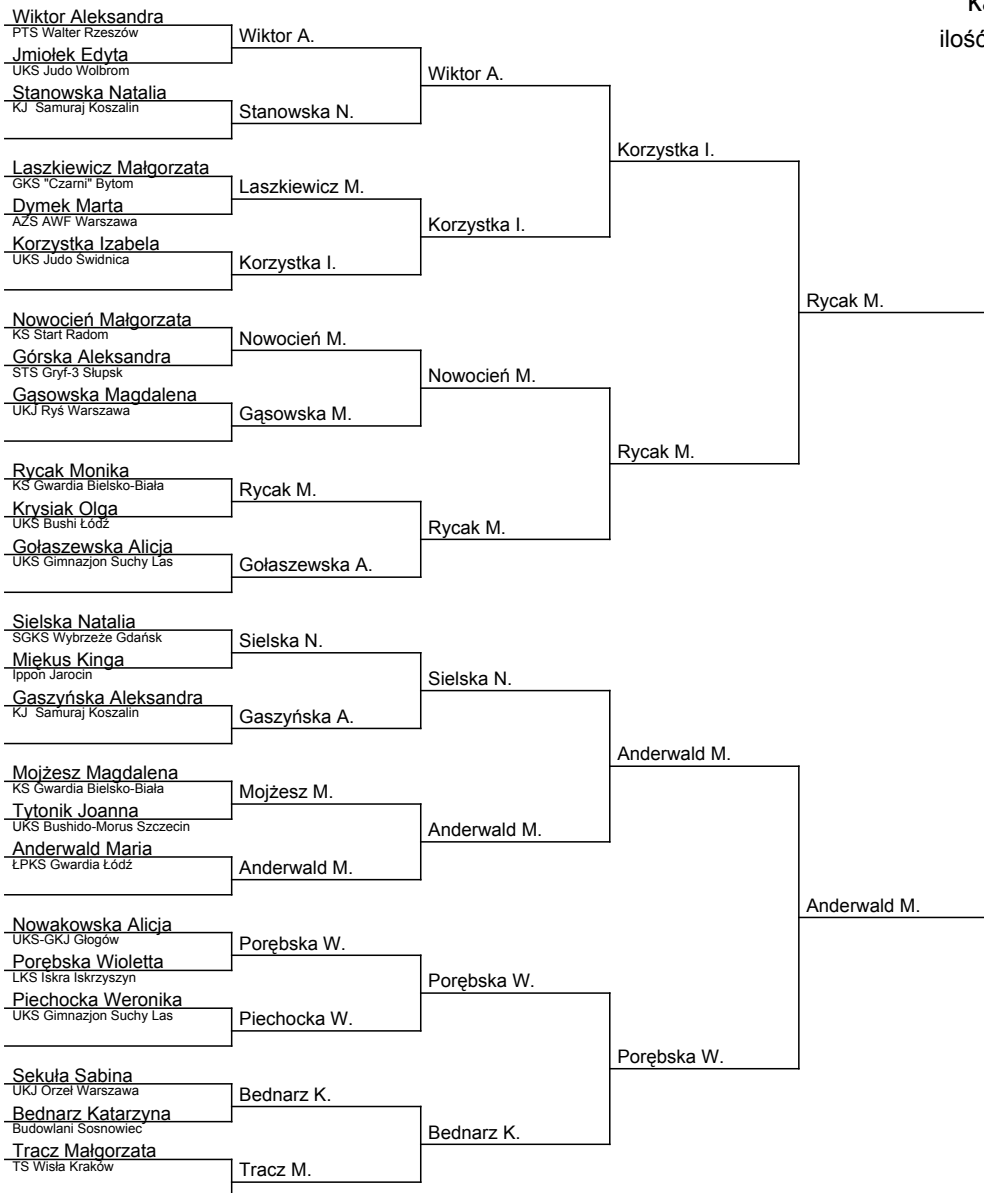 Ka
ilość
Wiktor Aleksandra
PTS Walter Rzeszów
Jmiołek Edyta
UKS Judo Wolbrom
Stanowska Natalia
KJ Samuraj Koszalin
Laszkiewicz Małgorzata
GKS "Czarni" Bytom
Dymek Marta
AZS AWF Warszawa
Korzystka Izabela
UKS Judo Świdnica
Nowocień Małgorzata
KS Start Radom
Górska Aleksandra
STS Gryf-3 Słupsk
Gąsowska Magdalena
UKJ Ryś Warszawa
Rycak Monika
KS Gwardia Bielsko-Biała
Krysiak Olga
UKS Bushi Łódź
Gołaszewska Alicja
UKS Gimnazjon Suchy Las
Sielska Natalia
SGKS Wybrzeże Gdańsk
Miękus Kinga
Ippon Jarocin
Gaszyńska Aleksandra
KJ Samuraj Koszalin
Mojżesz Magdalena
KS Gwardia Bielsko-Biała
Tytonik Joanna
UKS Bushido-Morus Szczecin
Anderwald Maria
ŁPKS Gwardia Łódź
Nowakowska Alicja
UKS-GKJ Głogów
Porębska Wioletta
LKS Iskra Iskrzyszyn
Piechocka Weronika
UKS Gimnazjon Suchy Las
Sekuła Sabina
UKJ Orzeł Warszawa
Bednarz Katarzyna
Budowlani Sosnowiec
Tracz Małgorzata
TS Wisła Kraków
Wiktor A.
Stanowska N.
Laszkiewicz M.
Korzystka I.
Nowocień M.
Gąsowska M.
Rycak M.
Gołaszewska A.
Sielska N.
Gaszyńska A.
Mojżesz M.
Anderwald M.
Porębska W.
Piechocka W.
Bednarz K.
Tracz M.
Wiktor A.
Korzystka I.
Nowocień M.
Rycak M.
Sielska N.
Anderwald M.
Porębska W.
Bednarz K.
Korzystka I.
Rycak M.
Anderwald M.
Porębska W.
Rycak M.
Anderwald M.